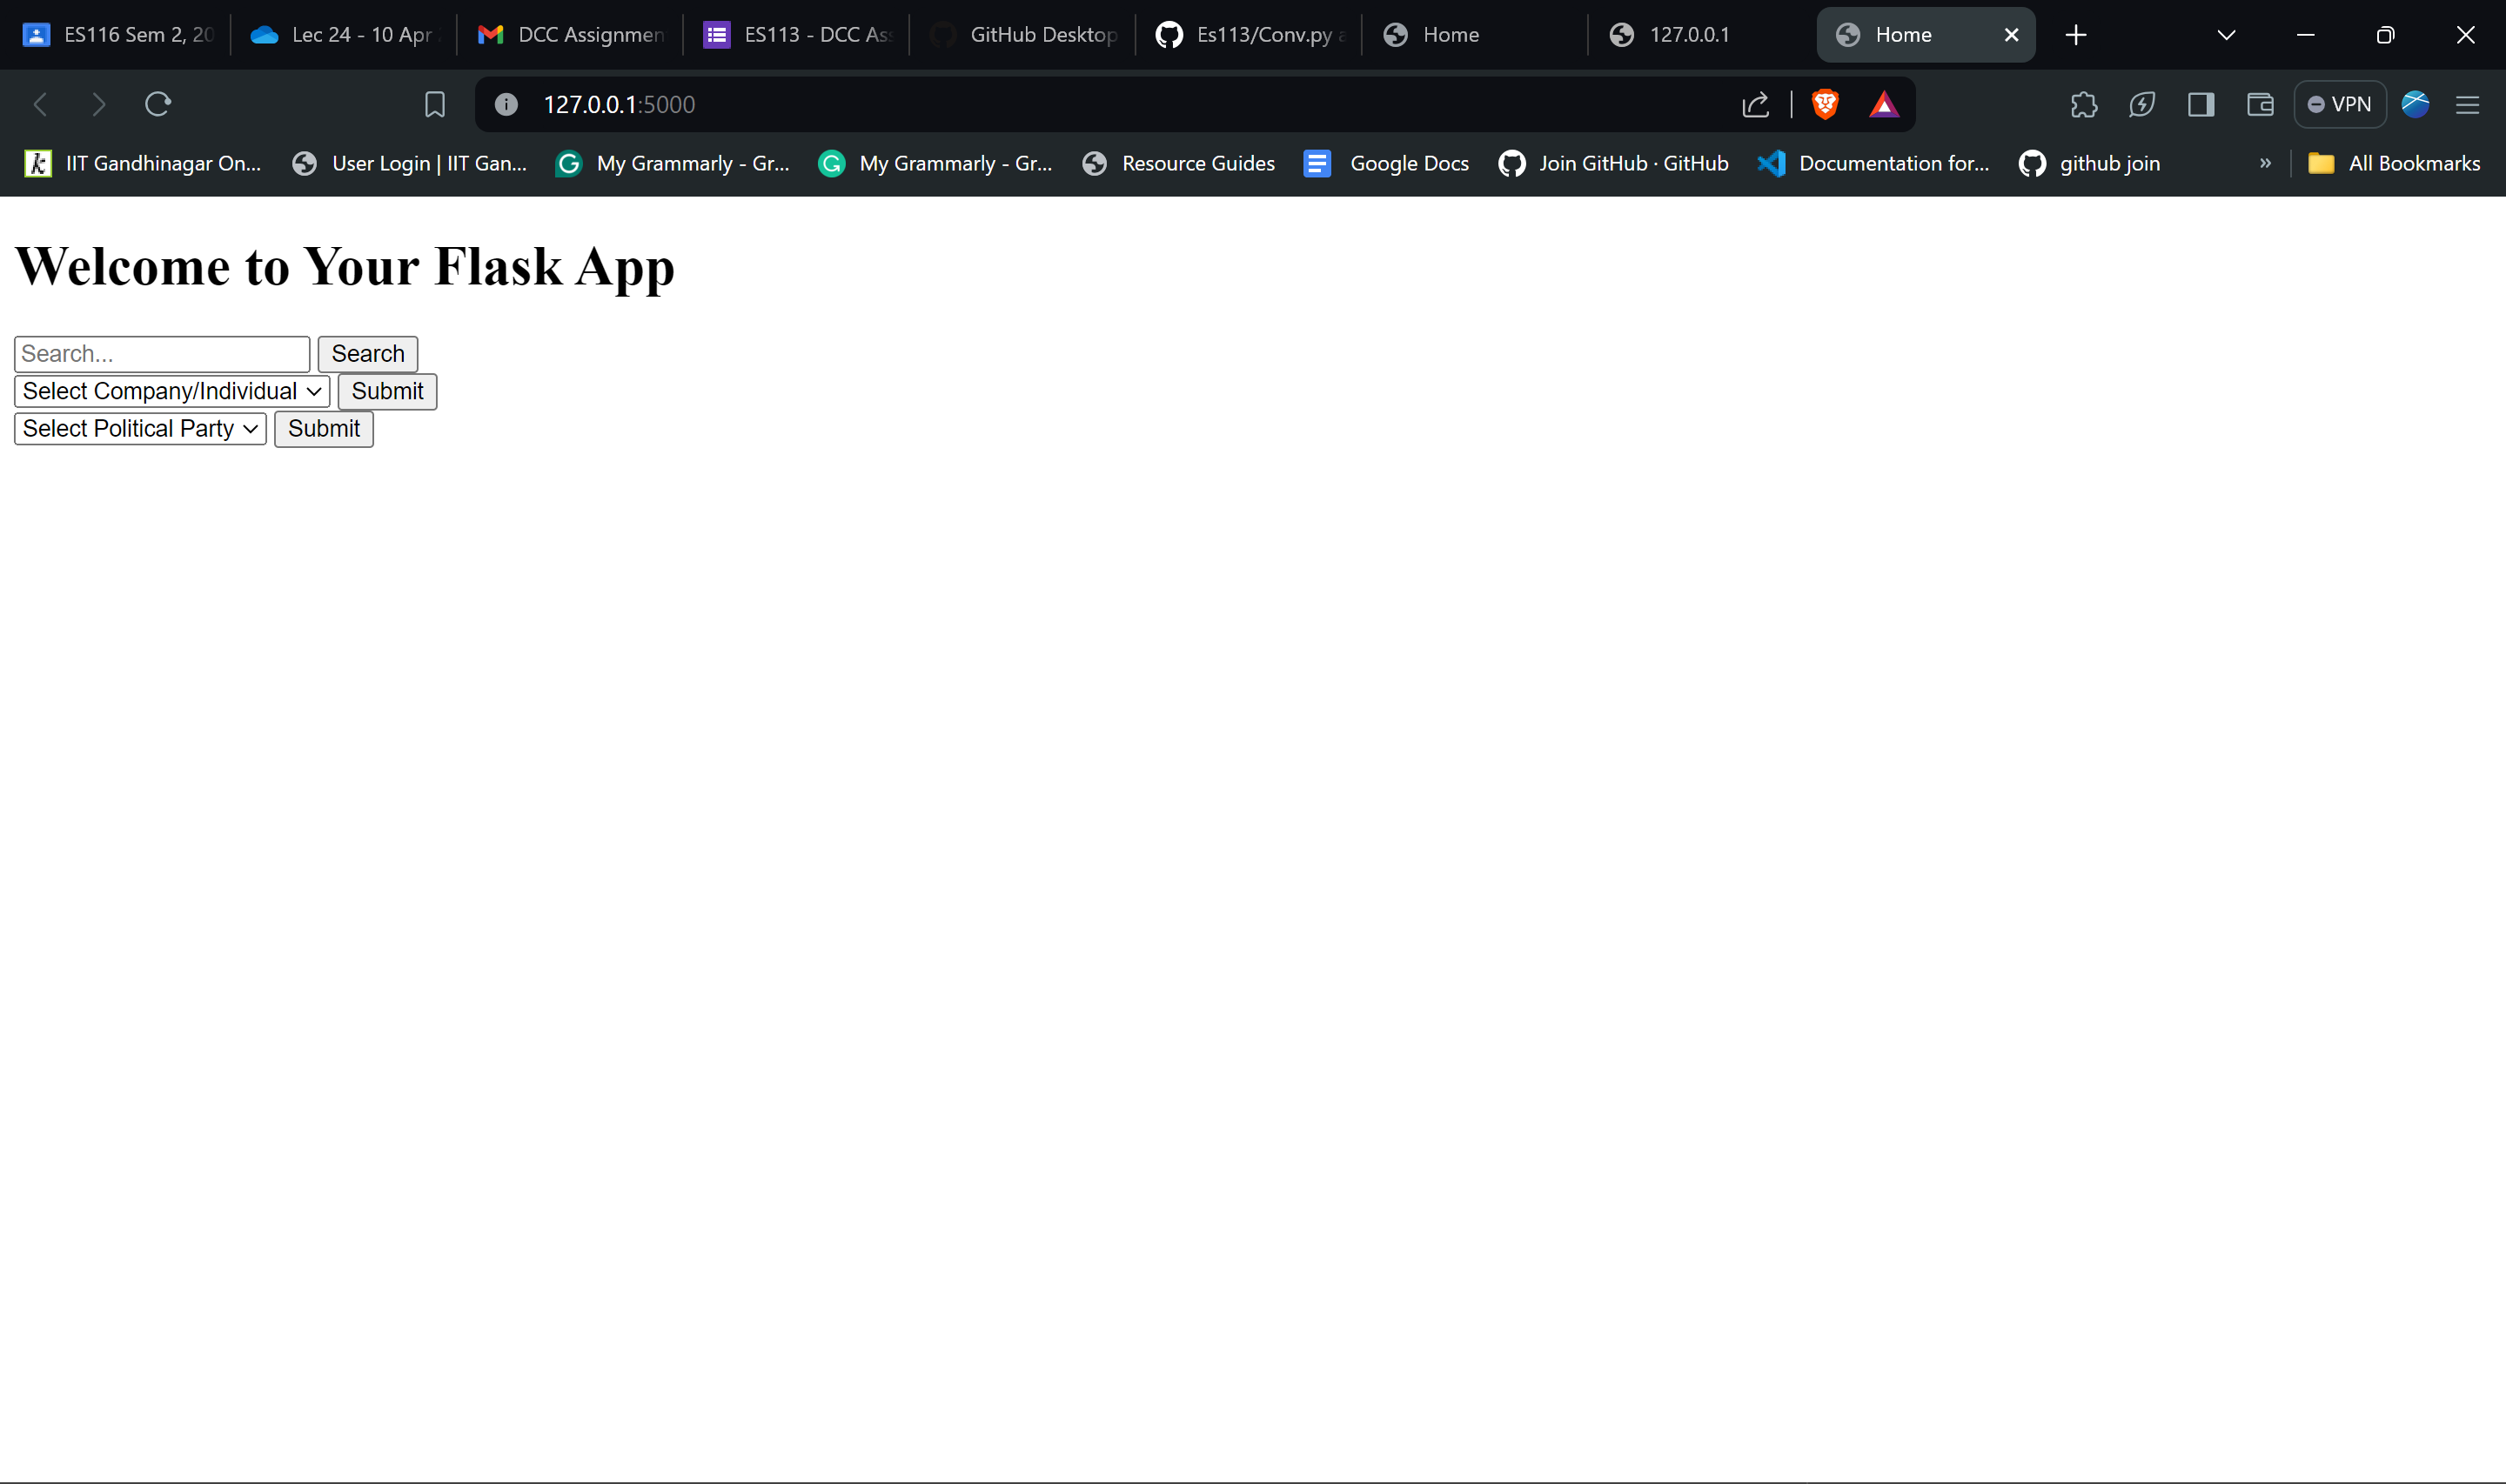 ES116 Sem 2, 20
Lec 24 - 10 Apr
DCC Assignmen
ES113 - DCC As
GitHub Desktop
Es113/Conv.py a
Home
127.0.0.1
Home
127.0.0.1:5000
VPN
IIT Gandhinagar On...
User Login | IIT Gan...
My Grammarly - Gr...
My Grammarly - Gr...
Resource Guides
Google Docs
Join GitHub · GitHub
Documentation for...
github join
»
All Bookmarks
Welcome to Your Flask App
Search...
Search
Select Company/Individual
Submit
Select Political Party
Submit